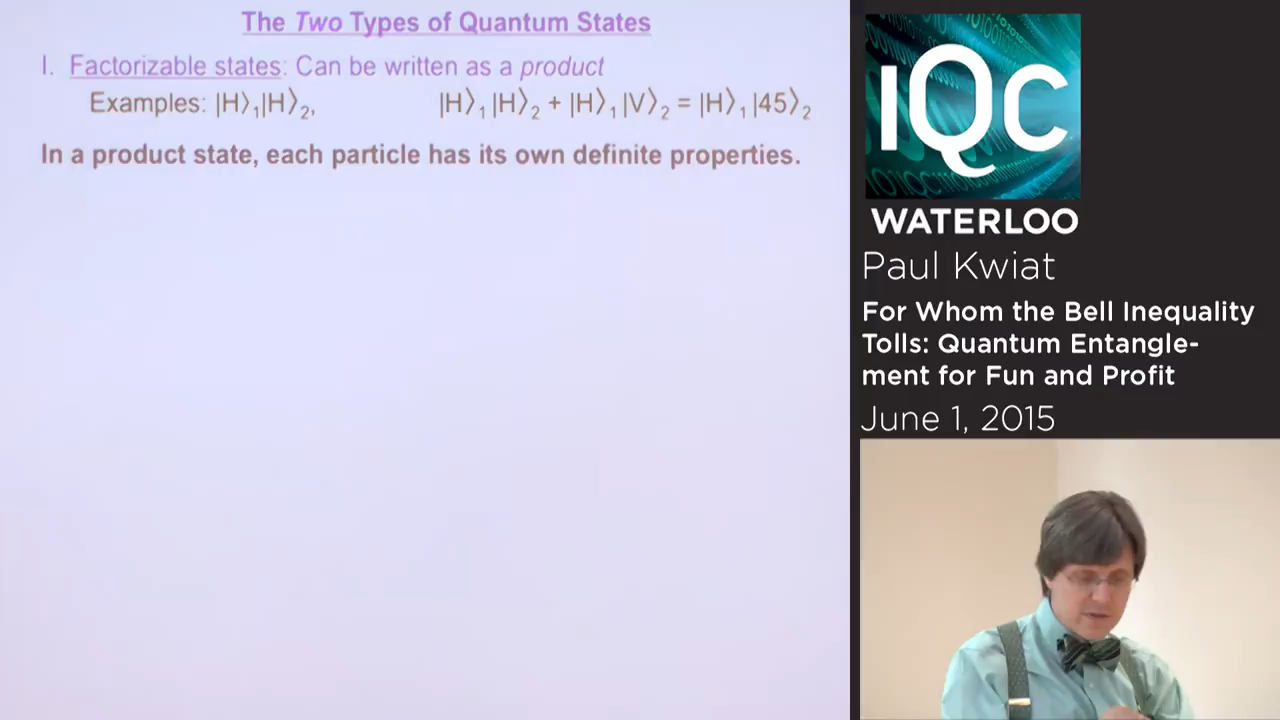 The Two Types of Quantum States
I. Factorizable states: Can be written as a product
Examples: |H⟩₁|H⟩₂, |H⟩₁|H⟩₂ + |H⟩₁|V⟩₂ = |H⟩₁|45⟩₂
In a product state, each particle has its own definite properties.
IQC
WATERLOO
Paul Kwiat
For Whom the Bell Inequality
Tolls: Quantum Entangle-
ment for Fun and Profit
June 1, 2015